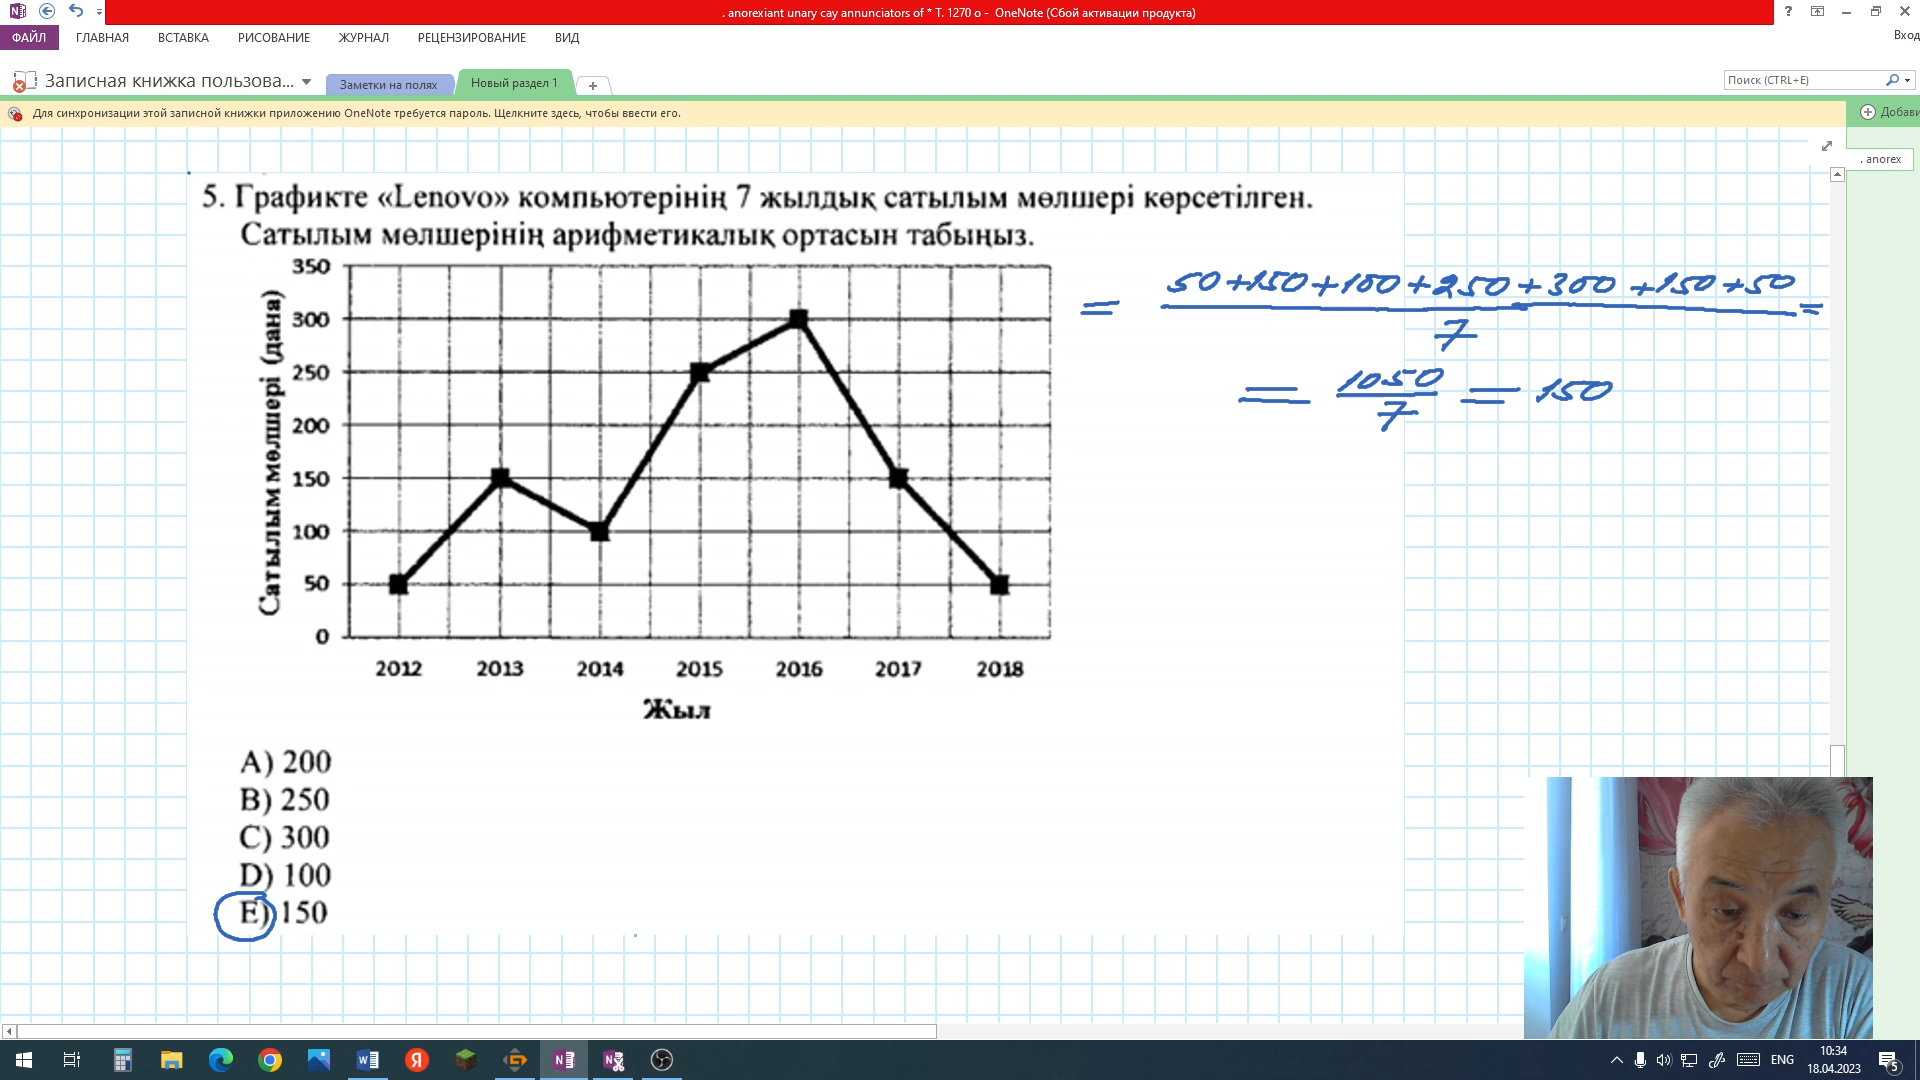 , anorexiant unary cay annunciators of * T. 1270 o - OneNote (Сбой активации продукта)
ФАЙЛ ГЛАВНАЯ ВСТАВКА РИСОВАНИЕ ЖУРНАЛ РЕЦЕНЗИРОВАНИЕ ВИД
Вход
Записная книжка пользова...
Заметки на полях
Новый раздел 1
Поиск (CTRL+E)
Для синхронизации этой записной книжки приложению OneNote требуется пароль. Щелкните здесь, чтобы ввести его.
Добави
, anorex
5. Графикте «Lenovo» компьютерінің 7 жылдық сатылым мөлшері көрсетілген.
Сатылым мөлшерінің арифметикалық ортасын табыңыз.
350
300
250
200
150
100
50
0
Сатылым мөлшері (дана)
2012 2013 2014 2015 2016 2017 2018
Жыл
= 50+150+100+250+300+150+50 / 7 =
= 1050 / 7 = 150
A) 200
B) 250
C) 300
D) 100
E) 150
ENG
10:34
18.04.2023
5